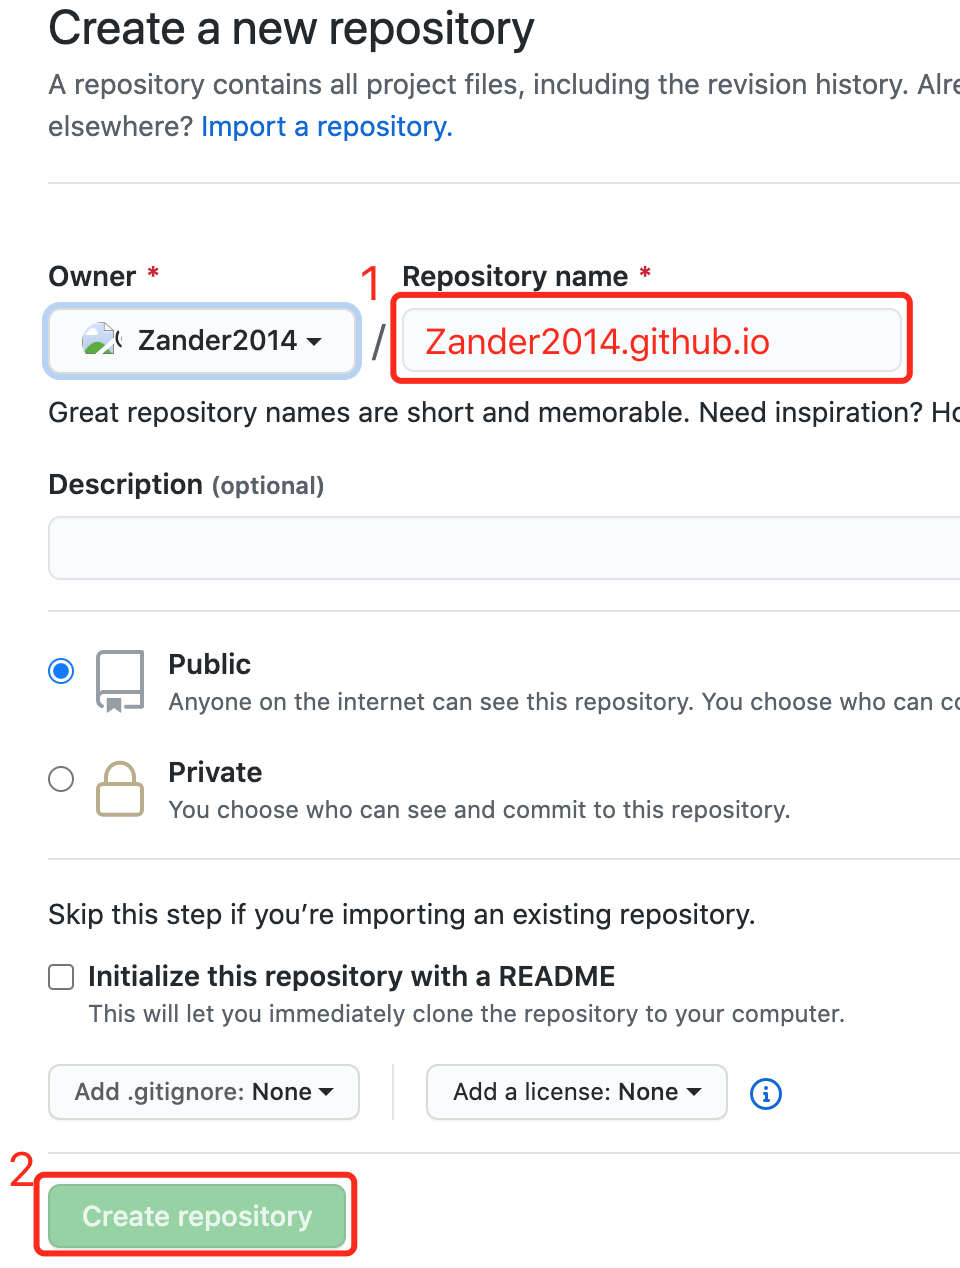 Create a new repository
A repository contains all project files, including the revision history. Alre
elsewhere? Import a repository.
Owner *
1
Repository name *
Zander2014
/
Zander2014.github.io
Great repository names are short and memorable. Need inspiration? Ho
Description (optional)
Public
Anyone on the internet can see this repository. You choose who can co
Private
You choose who can see and commit to this repository.
Skip this step if you’re importing an existing repository.
Initialize this repository with a README
This will let you immediately clone the repository to your computer.
Add .gitignore: None
Add a license: None
2
Create repository